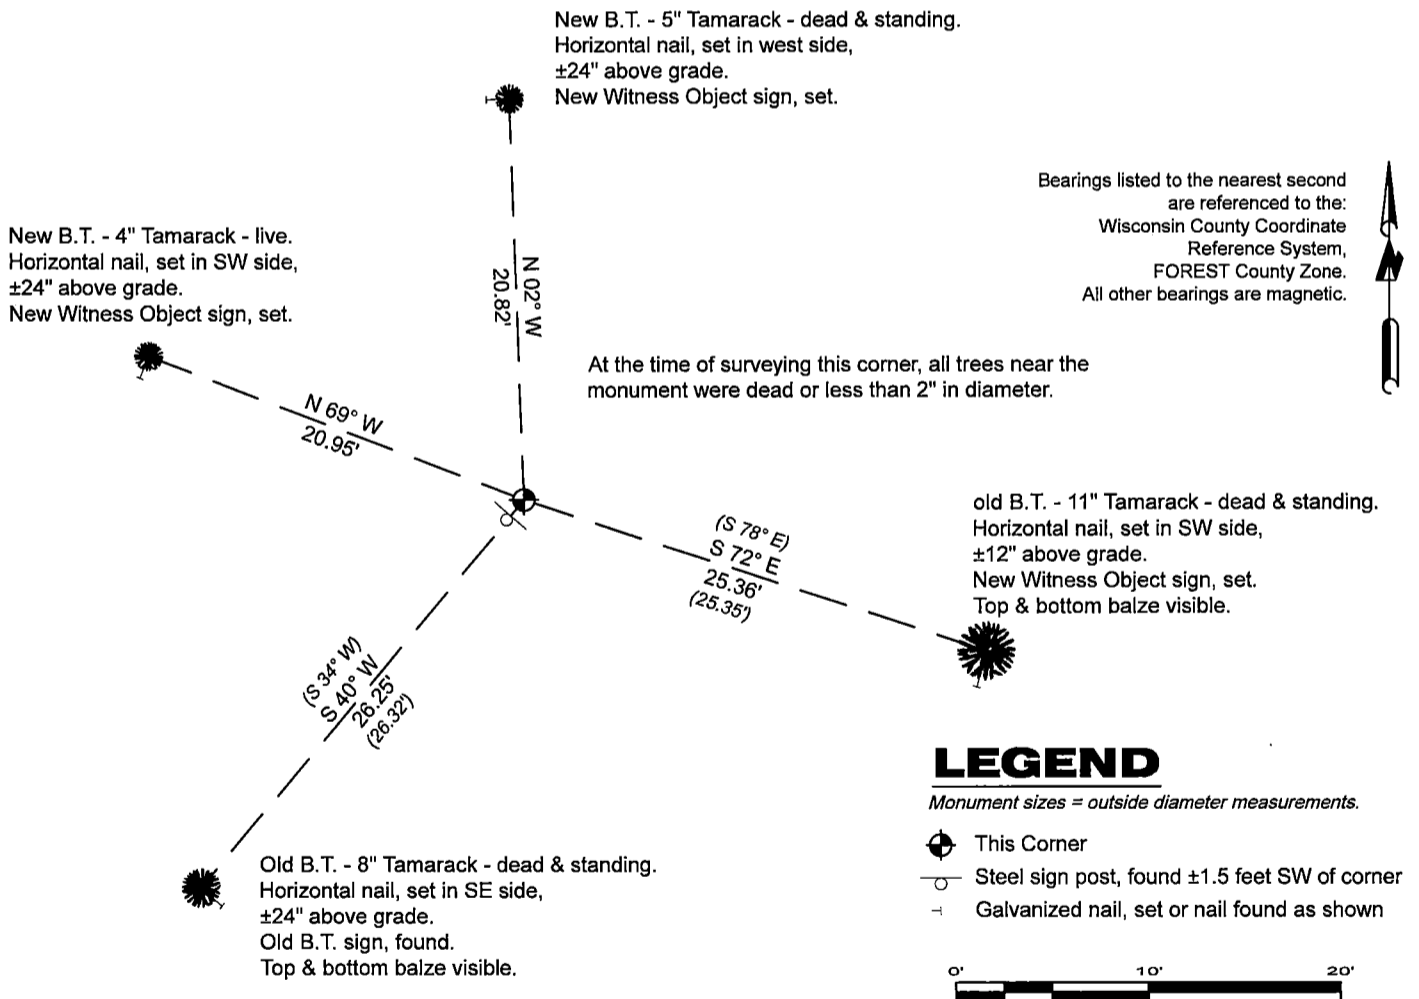 New B.T. - 5" Tamarack - dead & standing.
Horizontal nail, set in west side,
±24" above grade.
New Witness Object sign, set.
Bearings listed to the nearest second
are referenced to the:
Wisconsin County Coordinate
Reference System,
FOREST County Zone.
All other bearings are magnetic.
New B.T. - 4" Tamarack - live.
Horizontal nail, set in SW side,
±24" above grade.
New Witness Object sign, set.
N 02° W
20.82'
At the time of surveying this corner, all trees near the
monument were dead or less than 2" in diameter.
N 69° W
20.95'
old B.T. - 11" Tamarack - dead & standing.
Horizontal nail, set in SW side,
±12" above grade.
New Witness Object sign, set.
Top & bottom balze visible.
(S 78° E)
S 72° E
25.36'
(25.35')
(S 34° W)
S 40° W
26.25'
(26.32')
Old B.T. - 8" Tamarack - dead & standing.
Horizontal nail, set in SE side,
±24" above grade.
Old B.T. sign, found.
Top & bottom balze visible.
LEGEND
Monument sizes = outside diameter measurements.
This Corner
Steel sign post, found ±1.5 feet SW of corner
Galvanized nail, set or nail found as shown
0' 10' 20'